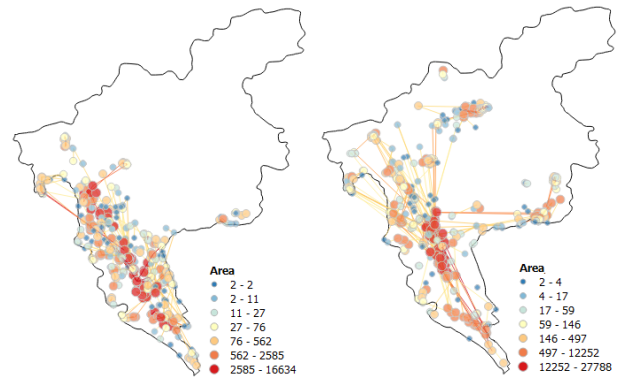 Area
2 - 2
2 - 11
11 - 27
27 - 76
76 - 562
562 - 2585
2585 - 16634
Area
2 - 4
4 - 17
17 - 59
59 - 146
146 - 497
497 - 12252
12252 - 27788